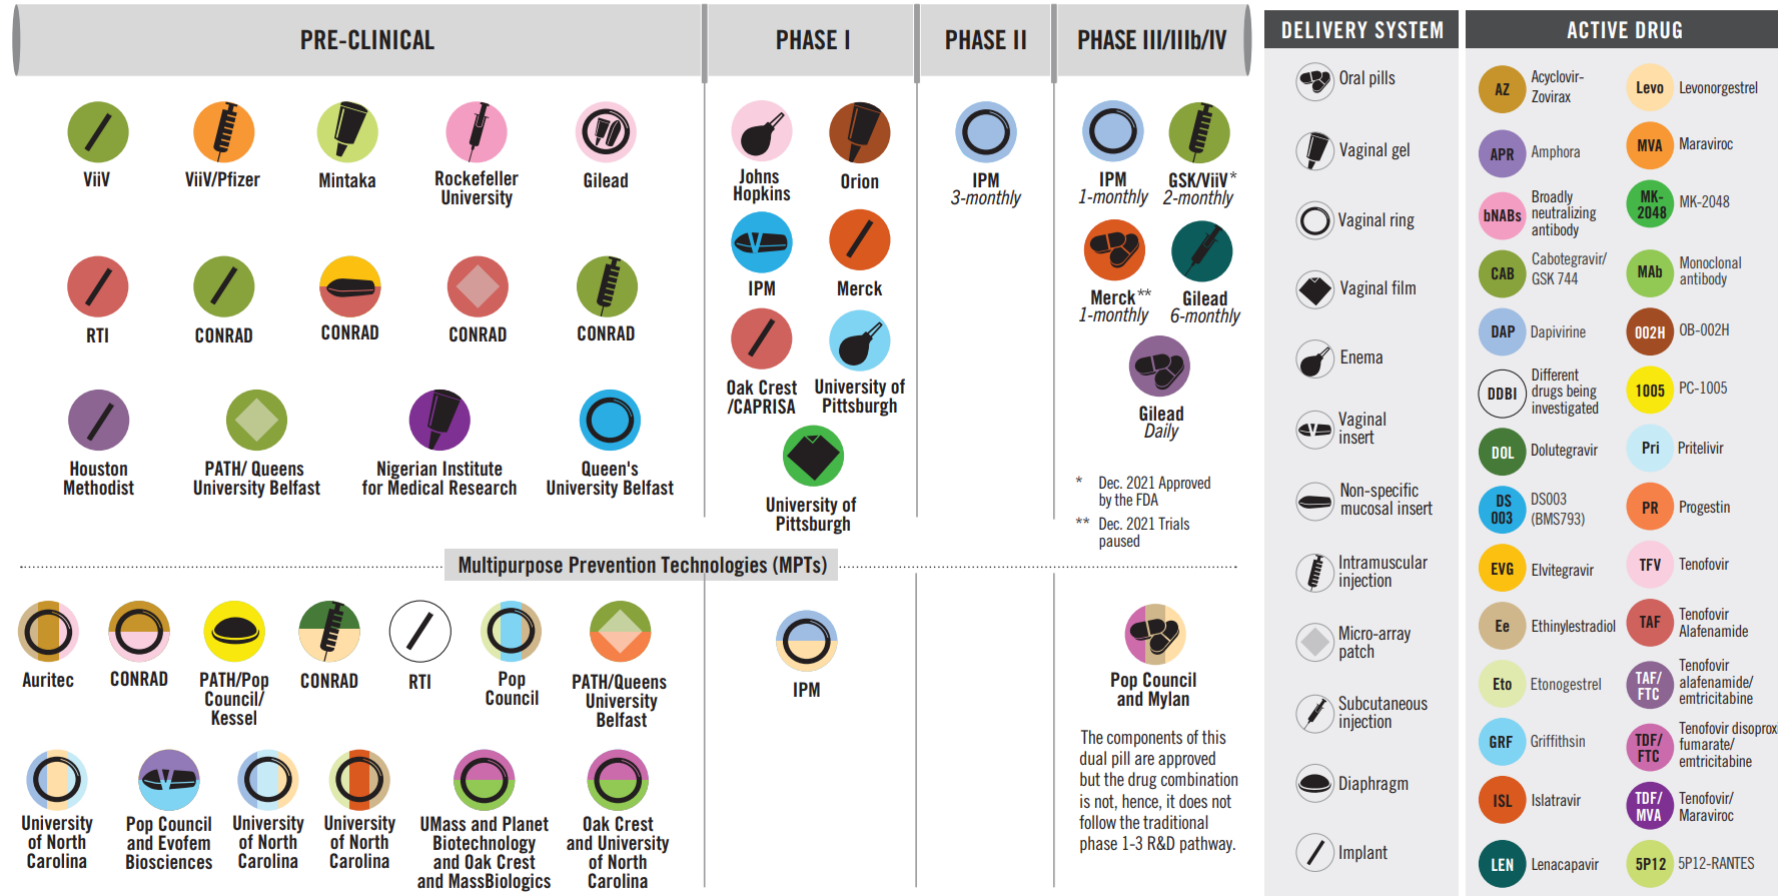 PRE-CLINICAL
PHASE I
PHASE II
PHASE III/IIIb/IV
ViiV
ViiV/Pfizer
Mintaka
Rockefeller
University
Gilead
Johns
Hopkins
Orion
IPM
3-monthly
IPM
1-monthly
GSK/ViiV*
2-monthly
RTI
CONRAD
CONRAD
CONRAD
CONRAD
IPM
Merck
Merck**
1-monthly
Gilead
6-monthly
Houston
Methodist
PATH/ Queens
University Belfast
Nigerian Institute
for Medical Research
Queen's
University Belfast
Oak Crest
/CAPRISA
University of
Pittsburgh
University of
Pittsburgh
Gilead
Daily
* Dec. 2021 Approved
by the FDA
** Dec. 2021 Trials
paused
Multipurpose Prevention Technologies (MPTs)
Auritec
CONRAD
PATH/Pop
Council/
Kessel
CONRAD
RTI
Pop
Council
PATH/Queens
University
Belfast
IPM
Pop Council
and Mylan
University
of North
Carolina
Pop Council
and Evofem
Biosciences
University
of North
Carolina
University
of North
Carolina
UMass and Planet
Biotechnology
and Oak Crest
and MassBiologics
Oak Crest
and University
of North
Carolina
The components of this
dual pill are approved
but the drug combination
is not, hence, it does not
follow the traditional
phase 1-3 R&D pathway.
DELIVERY SYSTEM
Oral pills
Vaginal gel
Vaginal ring
Vaginal film
Enema
Vaginal
insert
Non-specific
mucosal insert
Intramuscular
injection
Micro-array
patch
Subcutaneous
injection
Diaphragm
Implant
ACTIVE DRUG
AZ
Acyclovir-
Zovirax
APR
Amphora
bNABs
Broadly
neutralizing
antibody
CAB
Cabotegravir/
GSK 744
DAP
Dapivirine
DDBI
Different
drugs being
investigated
DOL
Dolutegravir
DS
003
DS003
(BMS793)
EVG
Elvitegravir
Ee
Ethinylestradiol
Eto
Etonogestrel
GRF
Griffithsin
ISL
Islatravir
LEN
Lenacapavir
Levo
Levonorgestrel
MVA
Maraviroc
MK-
2048
MK-2048
MAb
Monoclonal
antibody
002H
OB-002H
1005
PC-1005
Pri
Pritelivir
PR
Progestin
TFV
Tenofovir
TAF
Tenofovir
Alafenamide
TAF/
FTC
Tenofovir
alafenamide/
emtricitabine
TDF/
FTC
Tenofovir disoprox
fumarate/
emtricitabine
TDF/
MVA
Tenofovir/
Maraviroc
5P12
5P12-RANTES